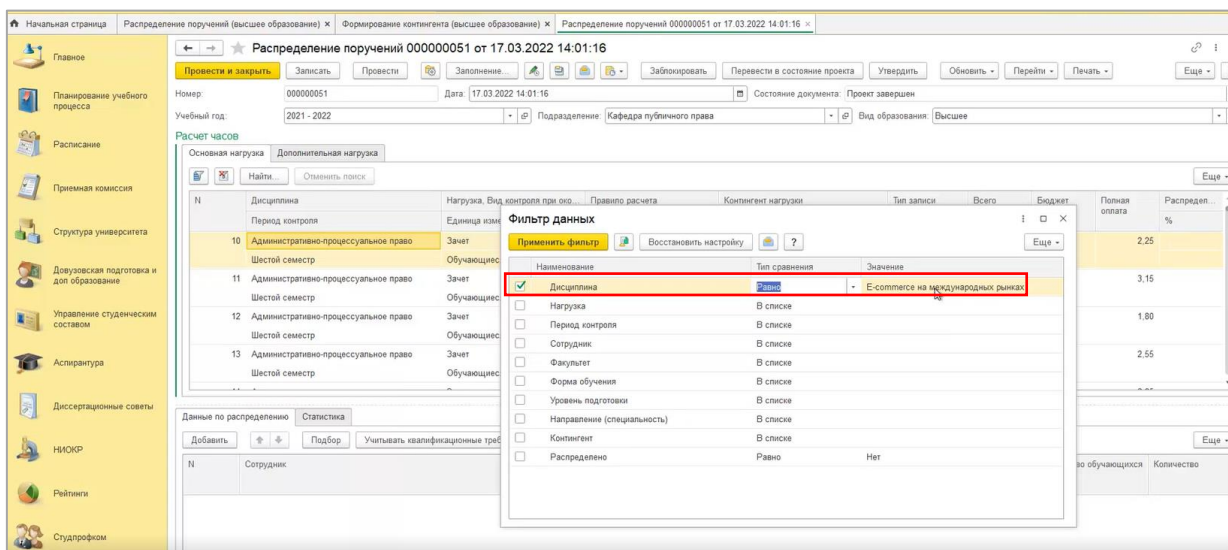 Начальная страница Распределение поручений (высшее образование) × Формирование контингента (высшее образование) × Распределение поручений 000000051 от 17.03.2022 14:01:16 ×
Главное
Планирование учебного процесса
Расписание
Приемная комиссия
Структура университета
Довузовская подготовка и доп образование
Управление студенческим составом
Аспирантура
Диссертационные советы
НИОКР
Рейтинги
Студпрофком
Распределение поручений 000000051 от 17.03.2022 14:01:16
Провести и закрыть Записать Провести Заполнение... Заблокировать Перевести в состояние проекта Утвердить Обновить Перейти Печать Еще
Номер: 000000051 Дата: 17.03.2022 14:01:16 Состояние документа: Проект завершен
Учебный год: 2021 - 2022 Подразделение: Кафедра публичного права Вид образования: Высшее
Расчет часов
Основная нагрузка Дополнительная нагрузка
Найти... Отменить поиск Еще
N Дисциплина Нагрузка, Вид контроля при око... Правило расчета Контингент нагрузки Тип записи Всего Бюджет Полная оплата Распредел... %
Период контроля Единица изме
10 Административно-процессуальное право Зачет 2,25
Шестой семестр Обучающиес
11 Административно-процессуальное право Зачет 3,15
Шестой семестр Обучающиес
12 Административно-процессуальное право Зачет 1,80
Шестой семестр Обучающиес
13 Административно-процессуальное право Зачет 2,55
Шестой семестр Обучающиес
Фильтр данных
Применить фильтр Восстановить настройку ? Еще
Наименование Тип сравнения Значение
Дисциплина Равно E-commerce на международных рынках
Нагрузка В списке
Период контроля В списке
Сотрудник В списке
Факультет В списке
Форма обучения В списке
Уровень подготовки В списке
Направление (специальность) В списке
Контингент В списке
Распределено Равно Нет
Данные по распределению Статистика
Добавить Подбор Учитывать квалификационные треб Еще
N Сотрудник во обучающихся Количество